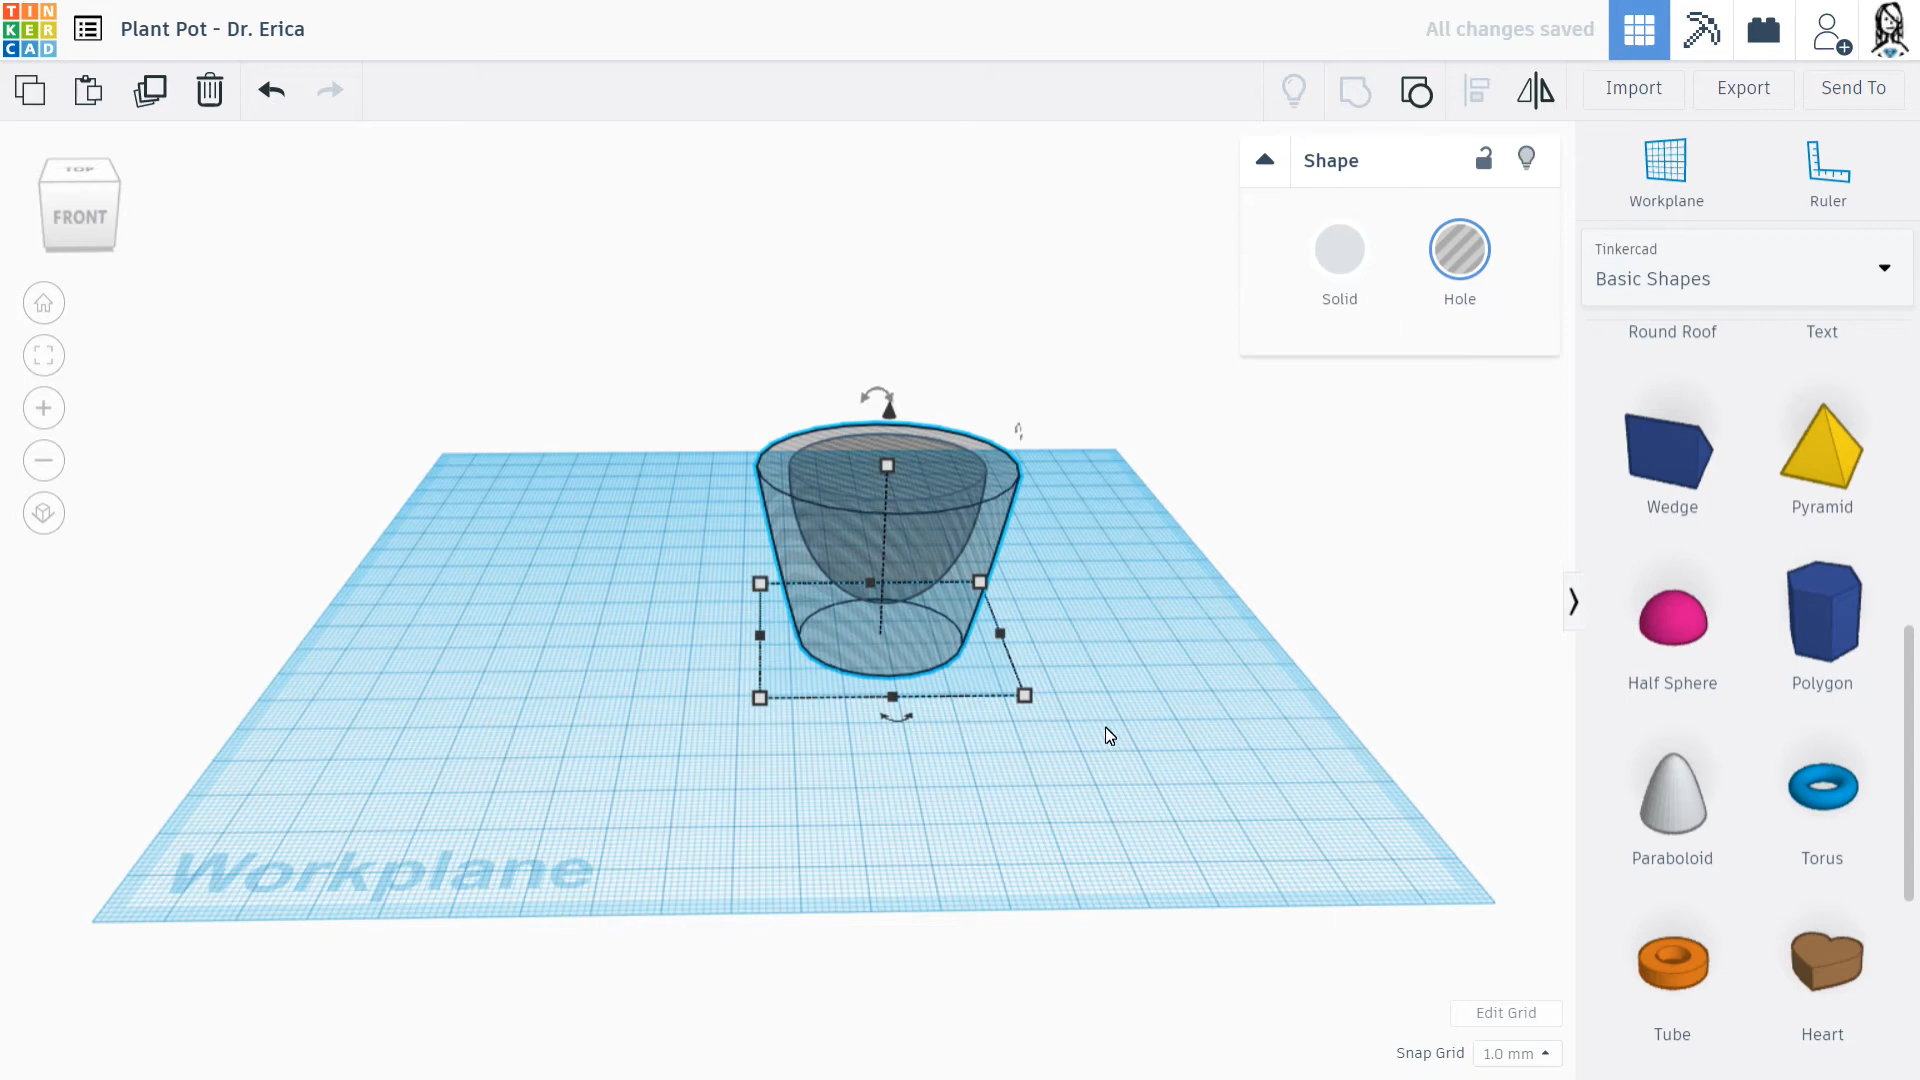 TIN
KER
CAD
Plant Pot - Dr. Erica
All changes saved
Import
Export
Send To
TOP
FRONT
Shape
Solid
Hole
Workplane
Ruler
Tinkercad
Basic Shapes
Round Roof
Text
Wedge
Pyramid
Half Sphere
Polygon
Paraboloid
Torus
Tube
Heart
Workplane
Edit Grid
Snap Grid
1.0 mm